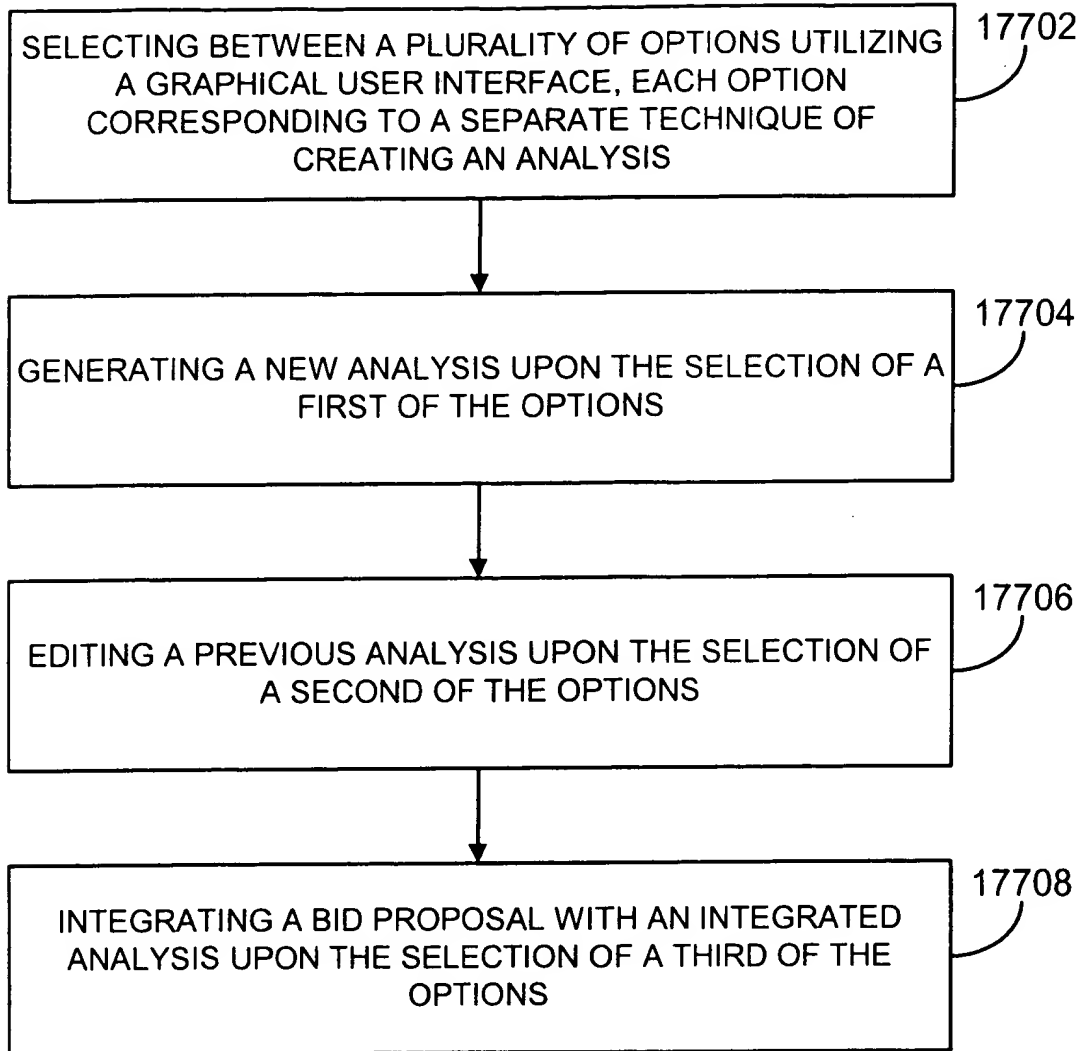 SELECTING BETWEEN A PLURALITY OF OPTIONS UTILIZING
A GRAPHICAL USER INTERFACE, EACH OPTION
CORRESPONDING TO A SEPARATE TECHNIQUE OF
CREATING AN ANALYSIS
17702
GENERATING A NEW ANALYSIS UPON THE SELECTION OF A
FIRST OF THE OPTIONS
17704
EDITING A PREVIOUS ANALYSIS UPON THE SELECTION OF
A SECOND OF THE OPTIONS
17706
INTEGRATING A BID PROPOSAL WITH AN INTEGRATED
ANALYSIS UPON THE SELECTION OF A THIRD OF THE
OPTIONS
17708